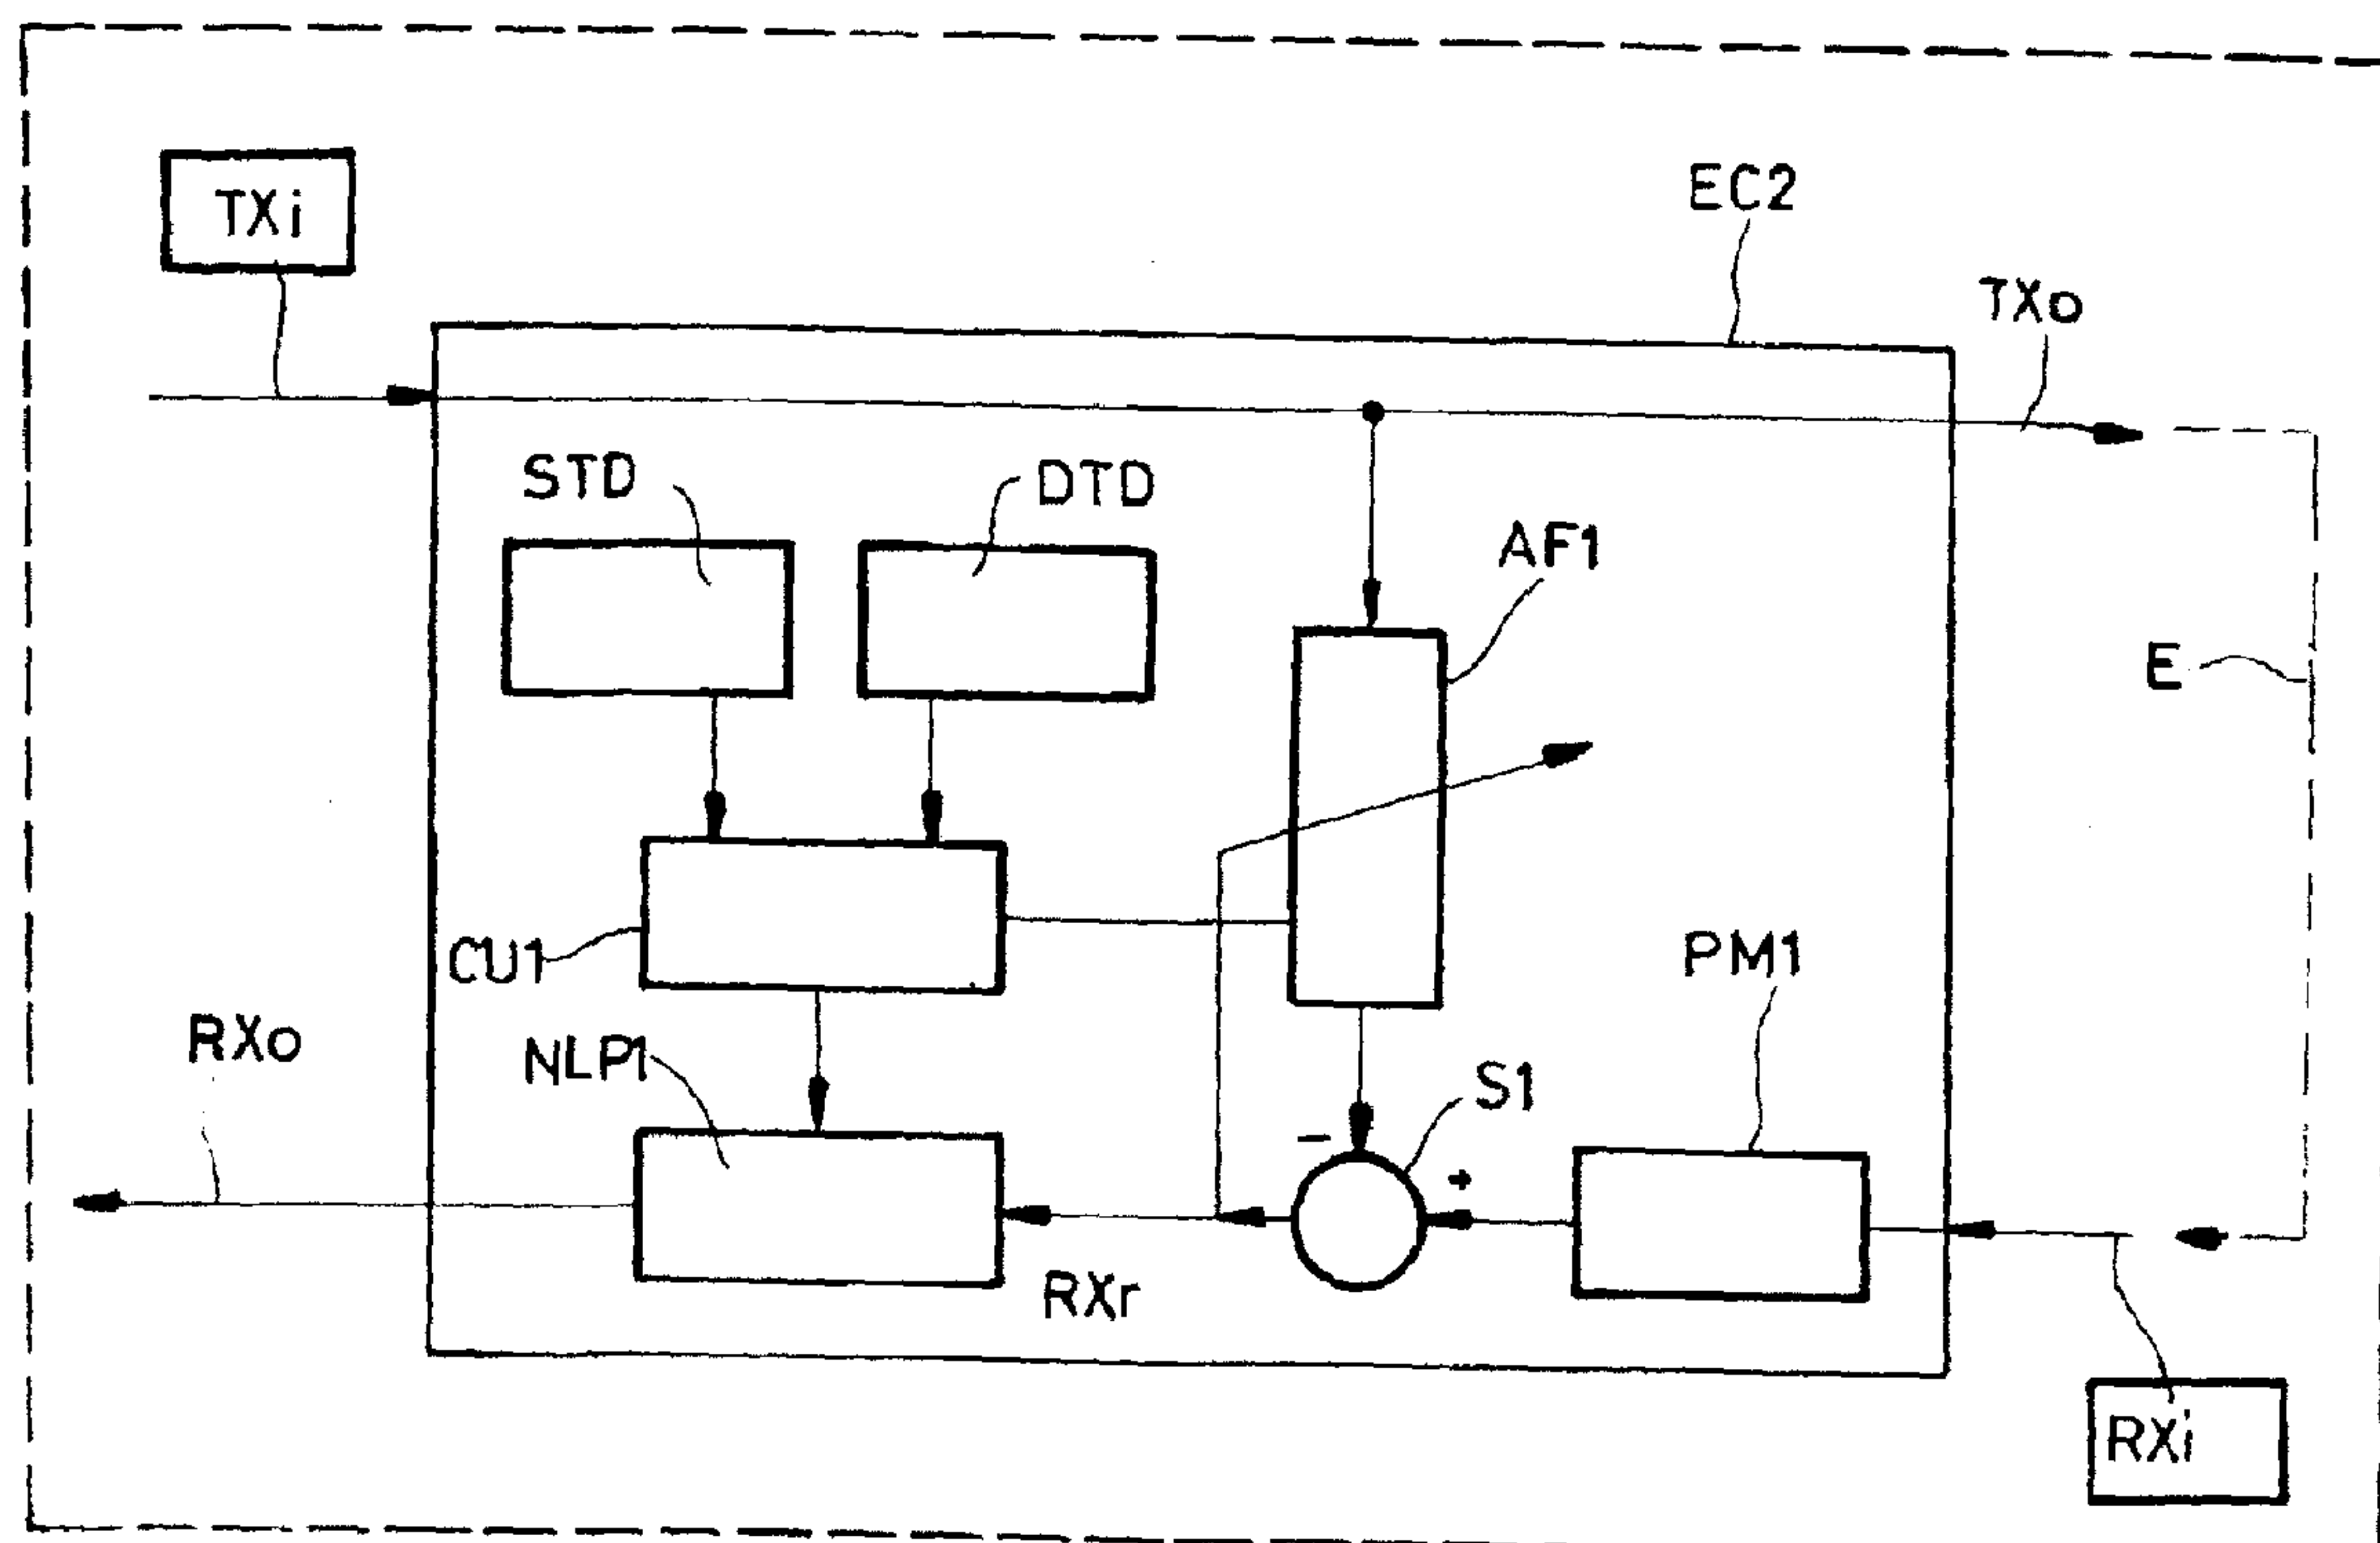 TXi
EC2
TXo
STD
DTD
AF1
E
CU1
PM1
RXo
NLP1
S1
-
+
RXr
RXi